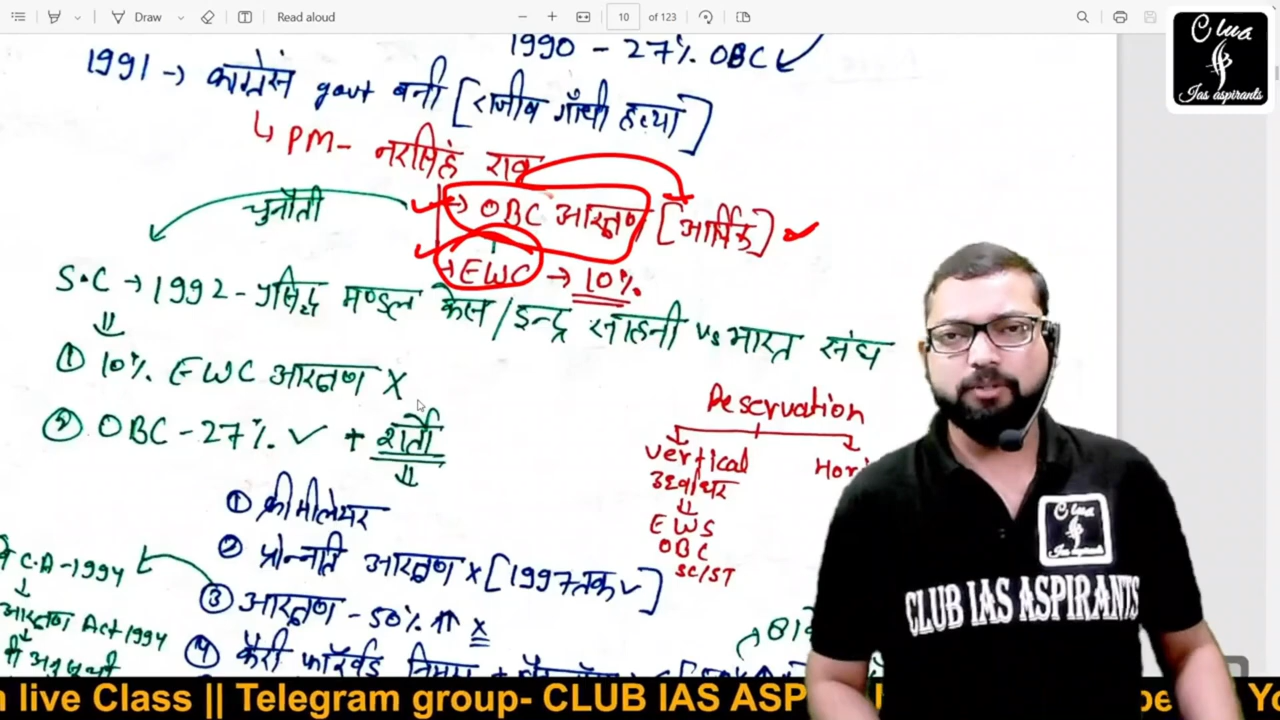 Draw
Read aloud
10 of 123
Club
Ias aspirants
1990 - 27% OBC ✓
1991 → कांग्रेस govt बनी [राजीव गाँधी हत्या]
↳ PM- नरसिंह राव
चुनौती
→ OBC आरक्षण [आर्थिक] ✓
→ EWC → 10%
S.C → 1992 - प्रसिद्ध मण्डल केस/इन्द्र साहनी vs भारत संघ
① 10% EWC आरक्षण X
② OBC - 27% ✓ + शर्तें
① क्रीमीलेयर
② प्रोन्नति आरक्षण X [1997 तक ✓]
③ आरक्षण - 50% ⇈ X
④ कैरी फॉरवर्ड नियम
C.A - 1994
आरक्षण Act 1994
Reservation
vertical
उर्ध्वाधर
EWS
OBC
SC/ST
Hori
CLUB IAS ASPIRANTS
n live Class || Telegram group- CLUB IAS ASP